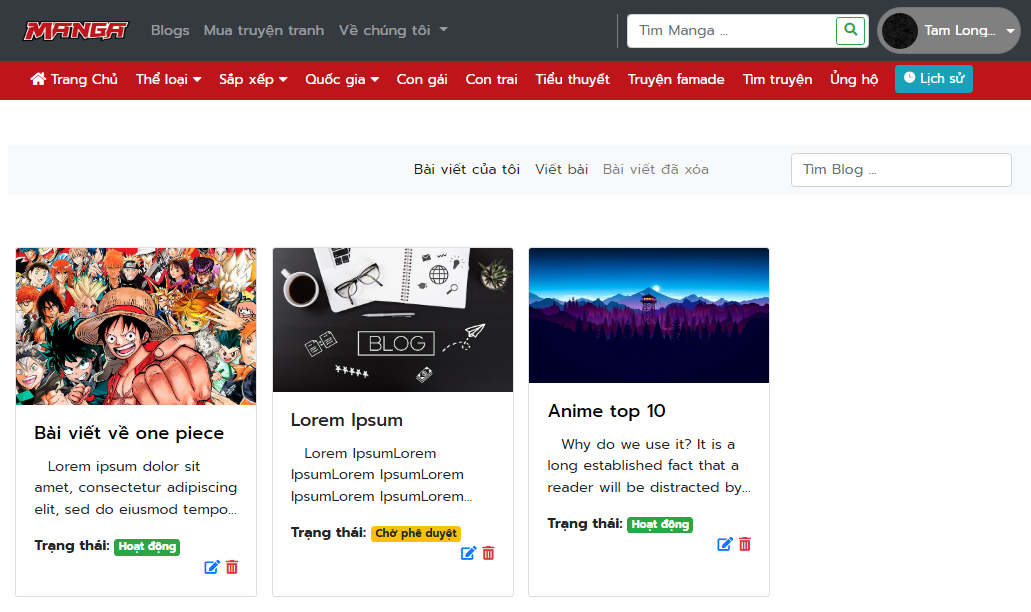 MANGA
Blogs
Mua truyện tranh
Về chúng tôi
Tìm Manga ...
Tam Long...
Trang Chủ
Thể loại
Sắp xếp
Quốc gia
Con gái
Con trai
Tiểu thuyết
Truyện famade
Tìm truyện
Ủng hộ
Lịch sử
Bài viết của tôi
Viết bài
Bài viết đã xóa
Tìm Blog ...
Bài viết về one piece
Lorem ipsum dolor sit
amet, consectetur adipiscing
elit, sed do eiusmod tempo...
Trạng thái: Hoạt động
BLOG
Lorem Ipsum
Lorem IpsumLorem
IpsumLorem IpsumLorem
IpsumLorem IpsumLorem...
Trạng thái: Chờ phê duyệt
Anime top 10
Why do we use it? It is a
long established fact that a
reader will be distracted by...
Trạng thái: Hoạt động